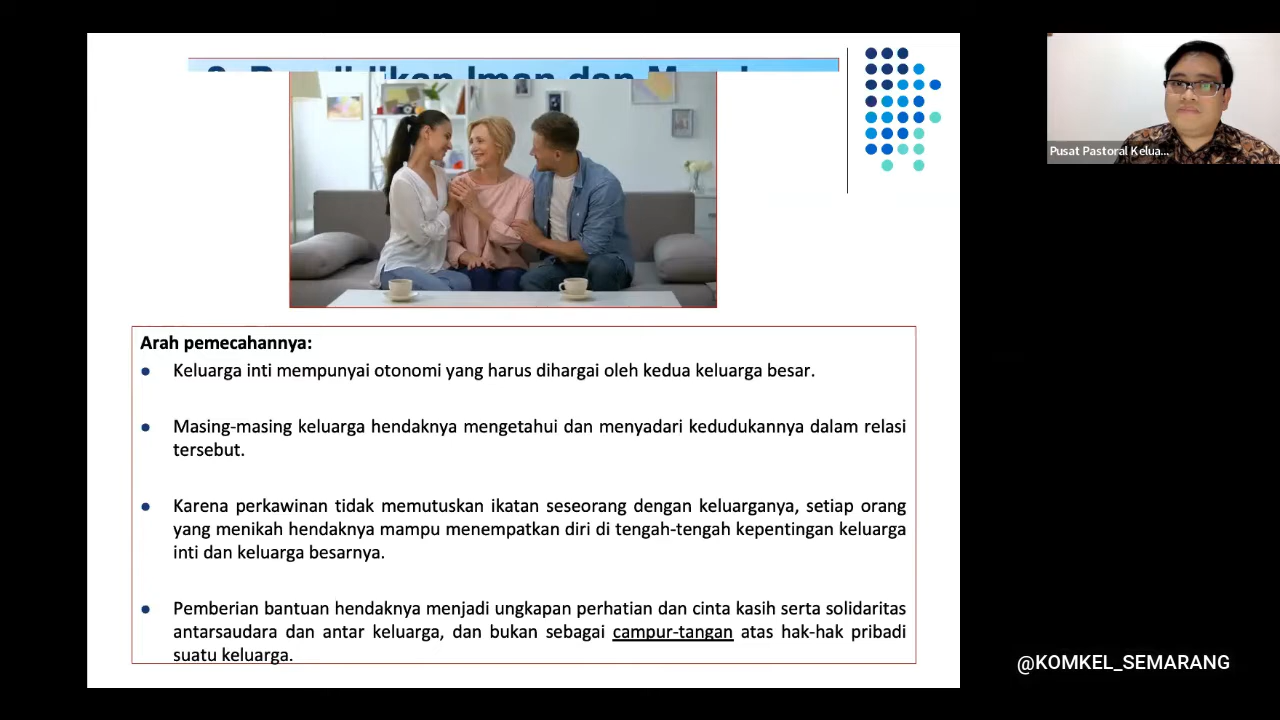 Pusat Pastoral Kelua...
Arah pemecahannya:
● Keluarga inti mempunyai otonomi yang harus dihargai oleh kedua keluarga besar.
● Masing-masing keluarga hendaknya mengetahui dan menyadari kedudukannya dalam relasi
tersebut.
● Karena perkawinan tidak memutuskan ikatan seseorang dengan keluarganya, setiap orang
yang menikah hendaknya mampu menempatkan diri di tengah-tengah kepentingan keluarga
inti dan keluarga besarnya.
● Pemberian bantuan hendaknya menjadi ungkapan perhatian dan cinta kasih serta solidaritas
antarsaudara dan antar keluarga, dan bukan sebagai campur-tangan atas hak-hak pribadi
suatu keluarga.
@KOMKEL_SEMARANG